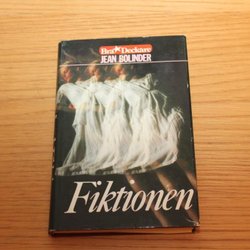 Bra Deckare
JEAN BOLINDER
Fiktionen